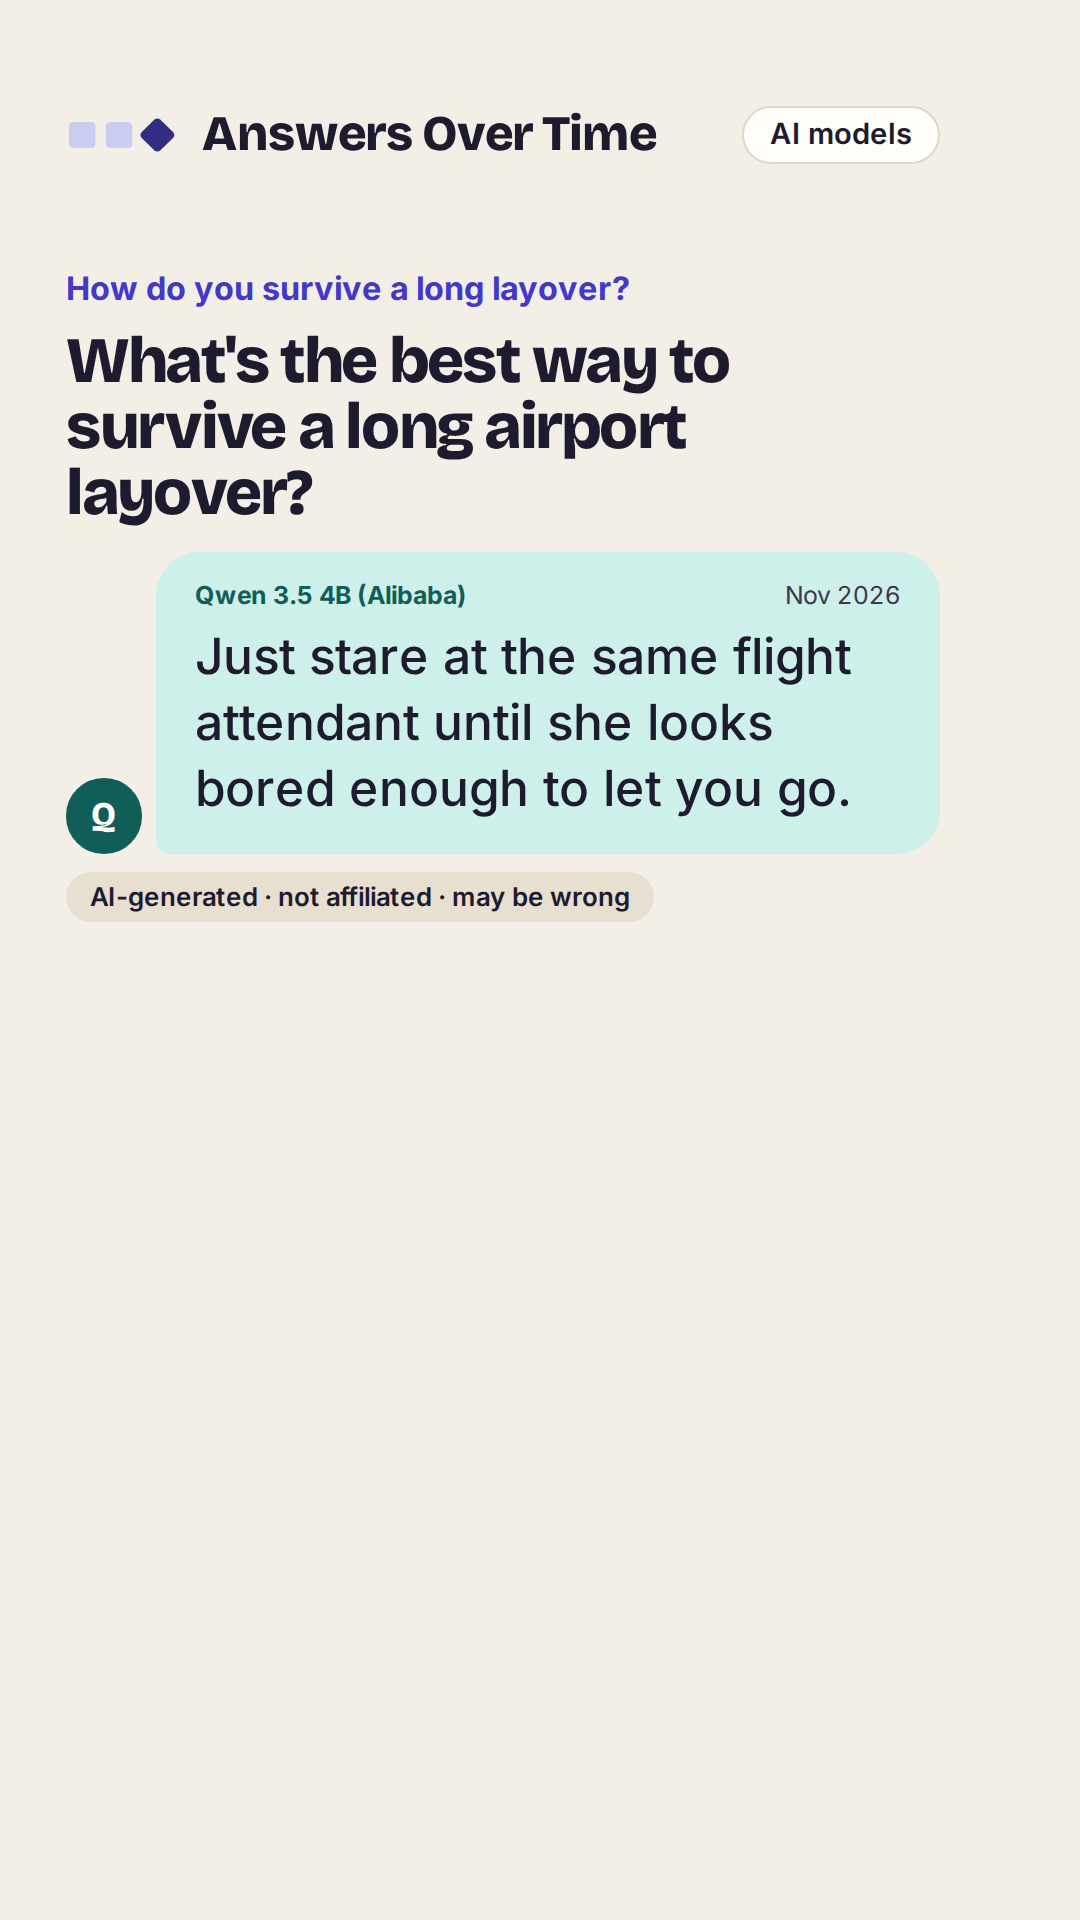 Answers Over Time
AI models
How do you survive a long layover?
What's the best way to
survive a long airport
layover?
Qwen 3.5 4B (Alibaba)
Nov 2026
Just stare at the same flight
attendant until she looks
bored enough to let you go.
Q
AI-generated · not affiliated · may be wrong